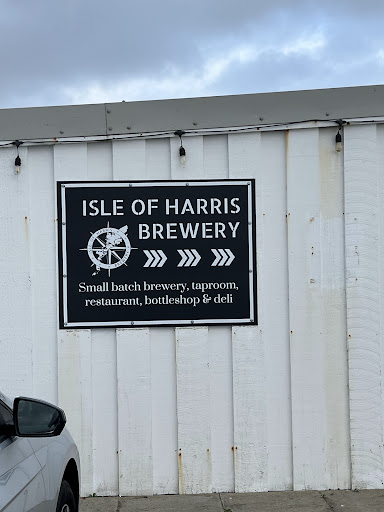 ISLE OF HARRIS
BREWERY
Small batch brewery, taproom,
restaurant, bottleshop & deli